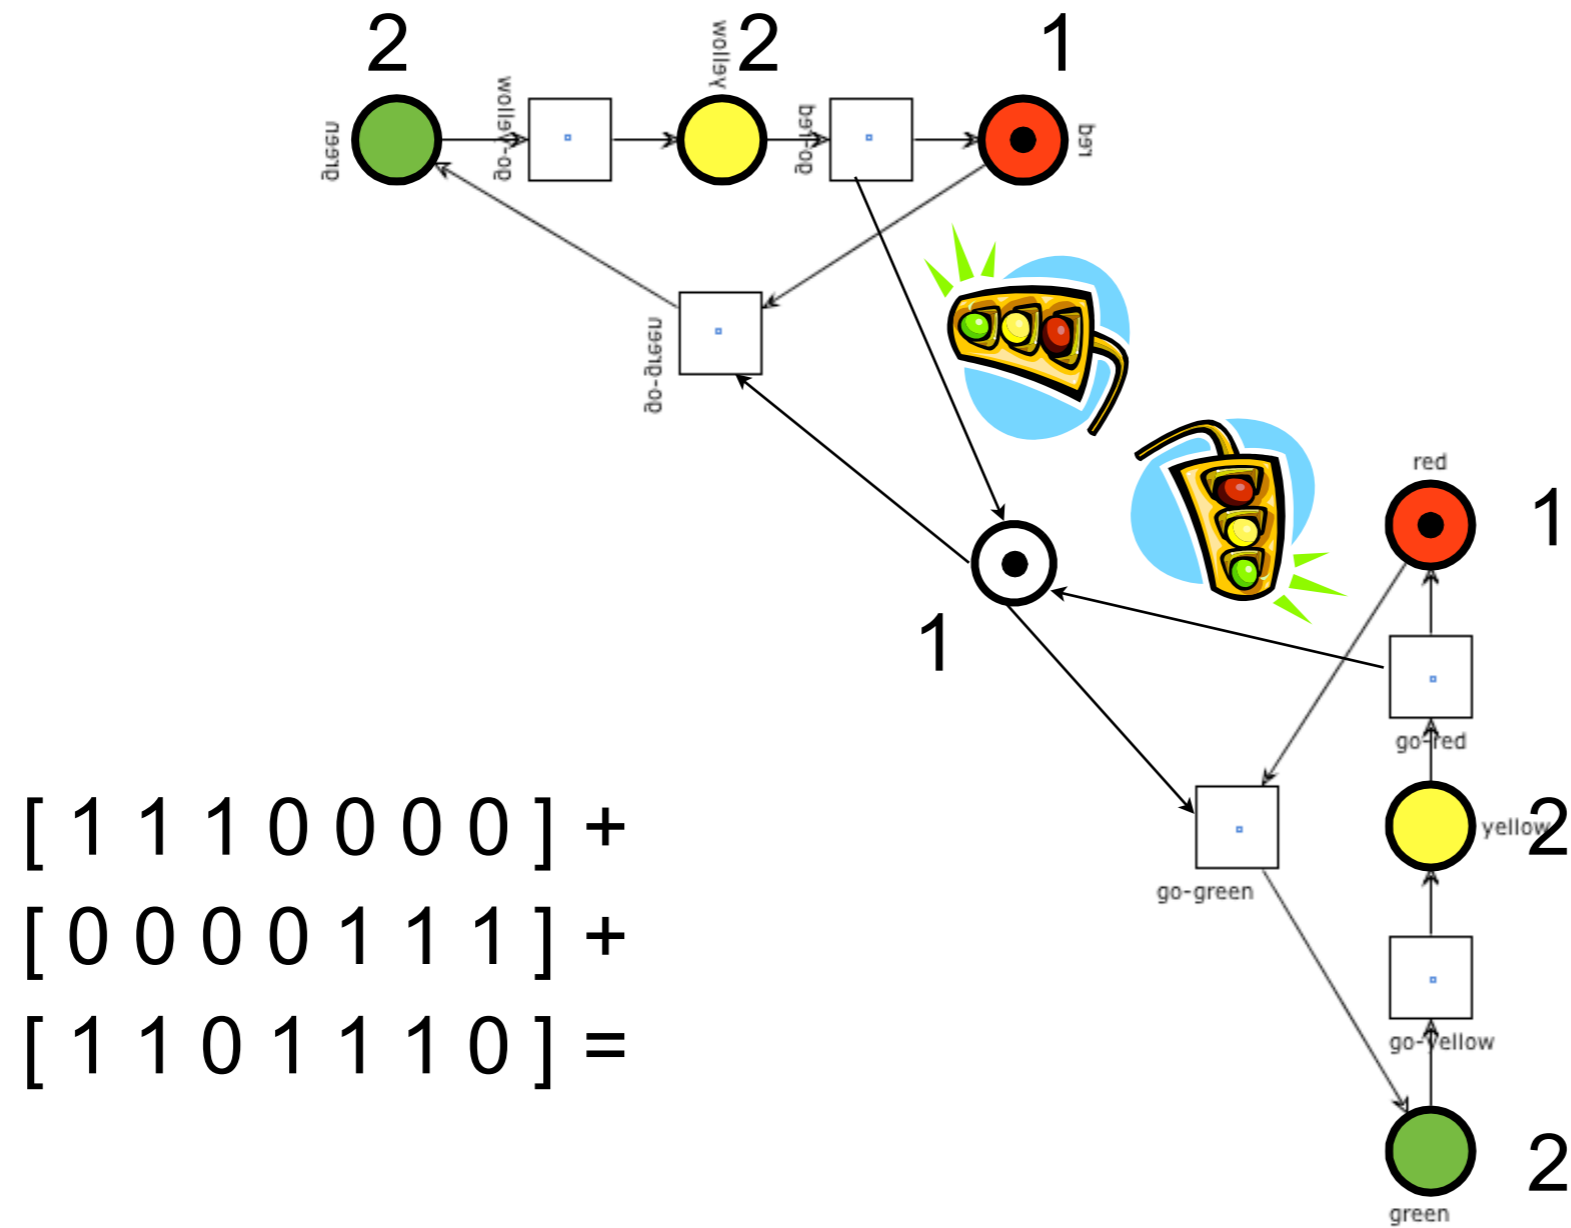 2
2
1
green
go-yellow
yellow
go-red
red
go-green
red
1
1
go-red
yellow
2
go-green
go-yellow
green
2
[ 1 1 1 0 0 0 0 ] +
[ 0 0 0 0 1 1 1 ] +
[ 1 1 0 1 1 1 0 ] =